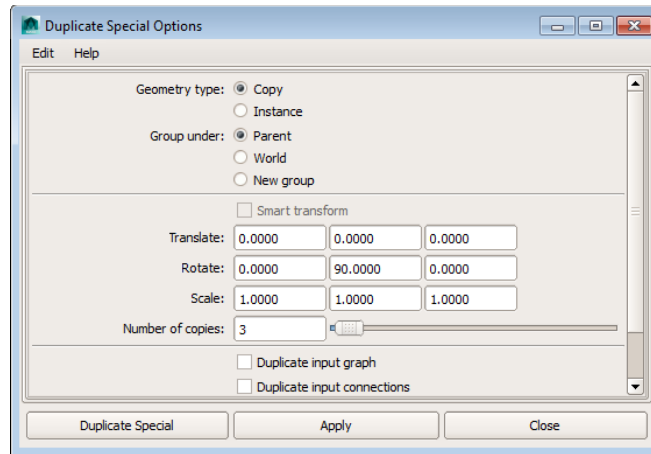 Duplicate Special Options
Edit Help
Geometry type: Copy
Instance
Group under: Parent
World
New group
Smart transform
Translate: 0.0000 0.0000 0.0000
Rotate: 0.0000 90.0000 0.0000
Scale: 1.0000 1.0000 1.0000
Number of copies: 3
Duplicate input graph
Duplicate input connections
Duplicate Special Apply Close